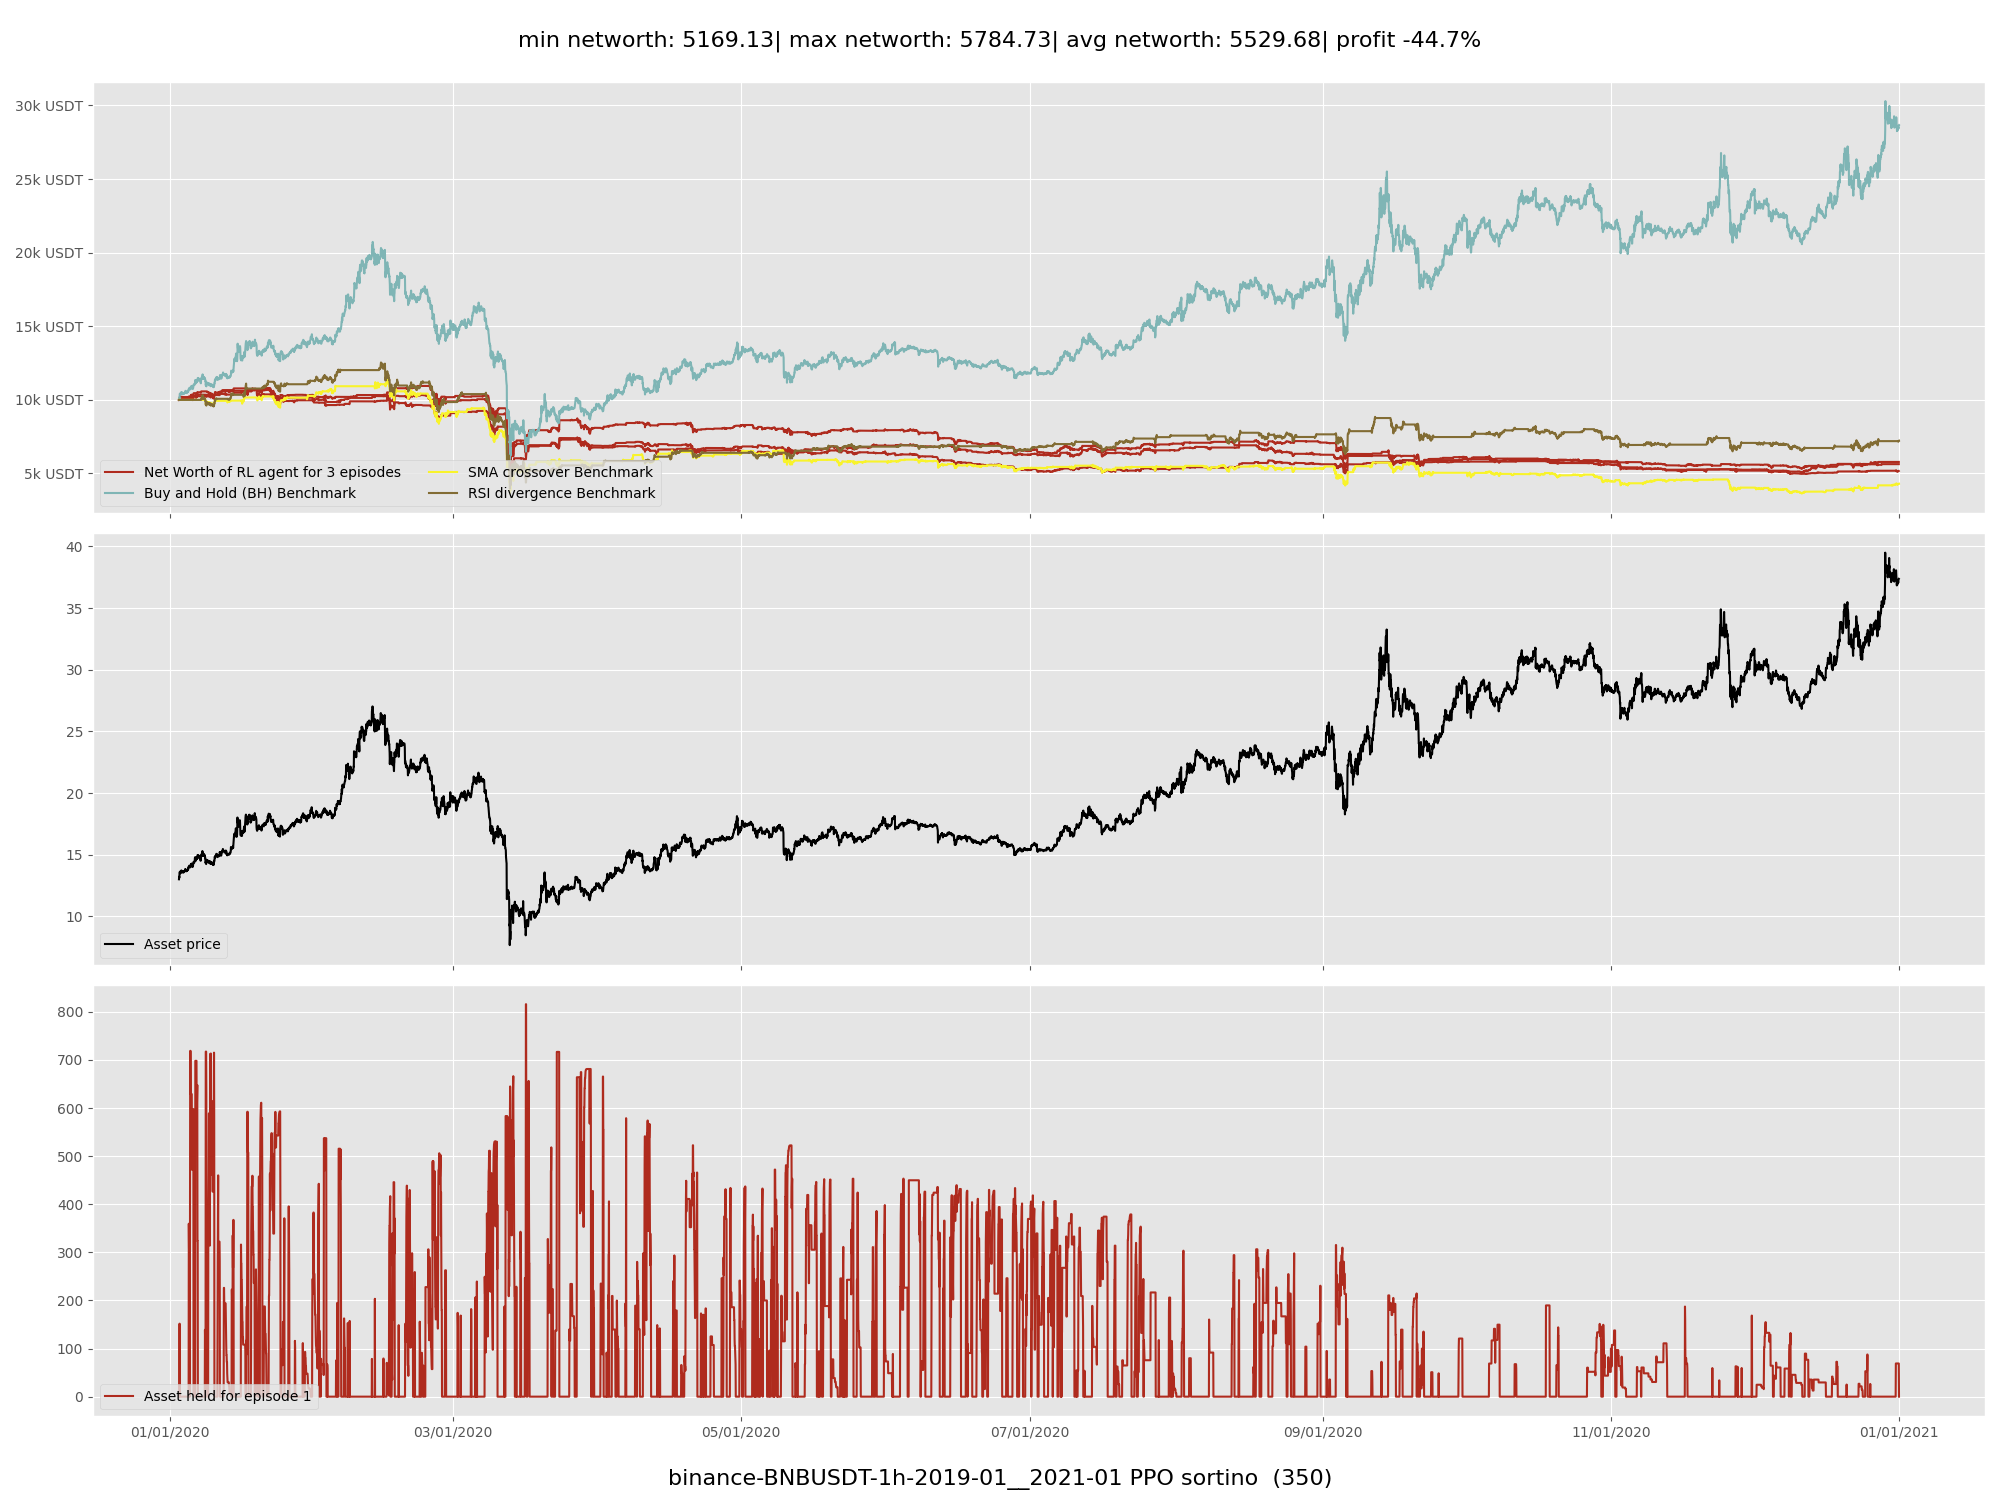 min networth: 5169.13| max networth: 5784.73| avg networth: 5529.68| profit -44.7%
30k USDT
25k USDT
20k USDT
15k USDT
10k USDT
5k USDT
Net Worth of RL agent for 3 episodes
Buy and Hold (BH) Benchmark
SMA crossover Benchmark
RSI divergence Benchmark
40
35
30
25
20
15
10
Asset price
800
700
600
500
400
300
200
100
0
Asset held for episode 1
01/01/2020
03/01/2020
05/01/2020
07/01/2020
09/01/2020
11/01/2020
01/01/2021
binance-BNBUSDT-1h-2019-01__2021-01 PPO sortino  (350)